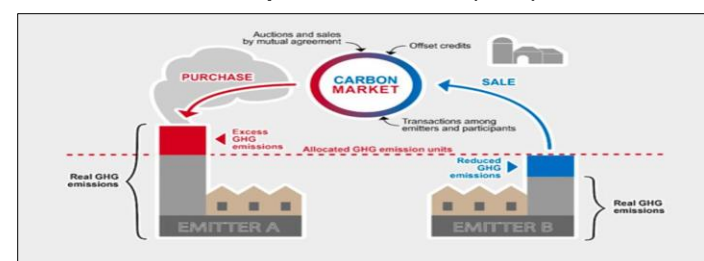 Auctions and sales
by mutual agreement
Offset credits
PURCHASE
CARBON
MARKET
SALE
Transactions among
emitters and participants
Excess
GHG
emissions
Allocated GHG emission units
Reduced
GHG
emissions
Real GHG
emissions
Real GHG
emissions
EMITTER A
EMITTER B